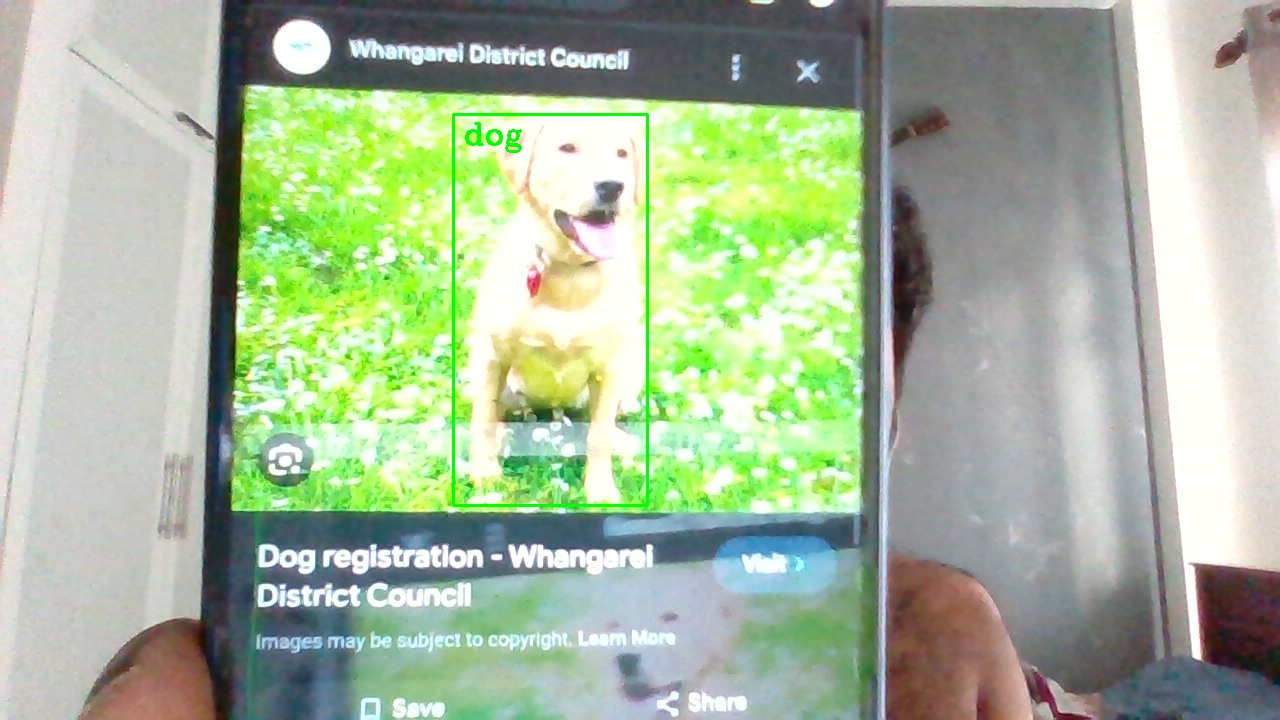 Whangarei District Council
dog
Dog registration - Whangarei
District Council
Visit
Images may be subject to copyright. Learn More
Save
Share